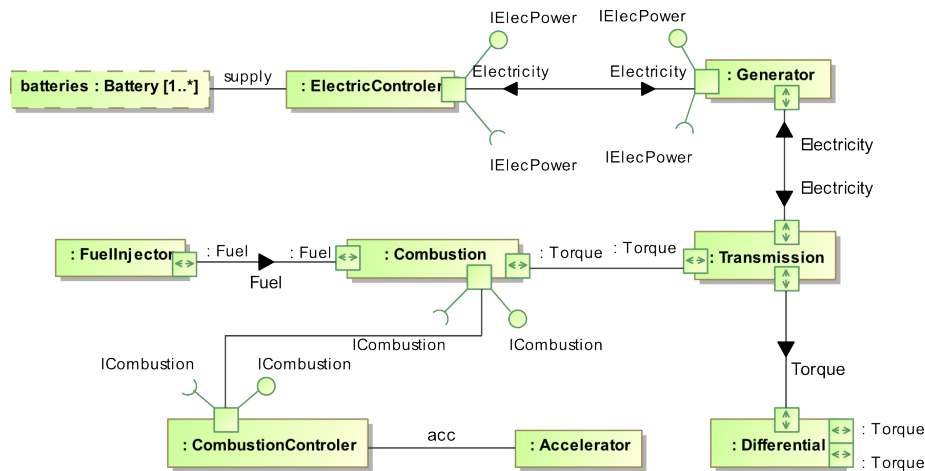 IElecPower
IElecPower
batteries : Battery [1..*]
supply
: ElectricControler
Electricity
Electricity
: Generator
IElecPower
IElecPower
Electricity
Electricity
: FuelInjector
: Fuel
: Fuel
Fuel
: Combustion
: Torque
: Torque
: Transmission
ICombustion
ICombustion
ICombustion
ICombustion
Torque
: CombustionControler
acc
: Accelerator
: Differential
: Torque
: Torque